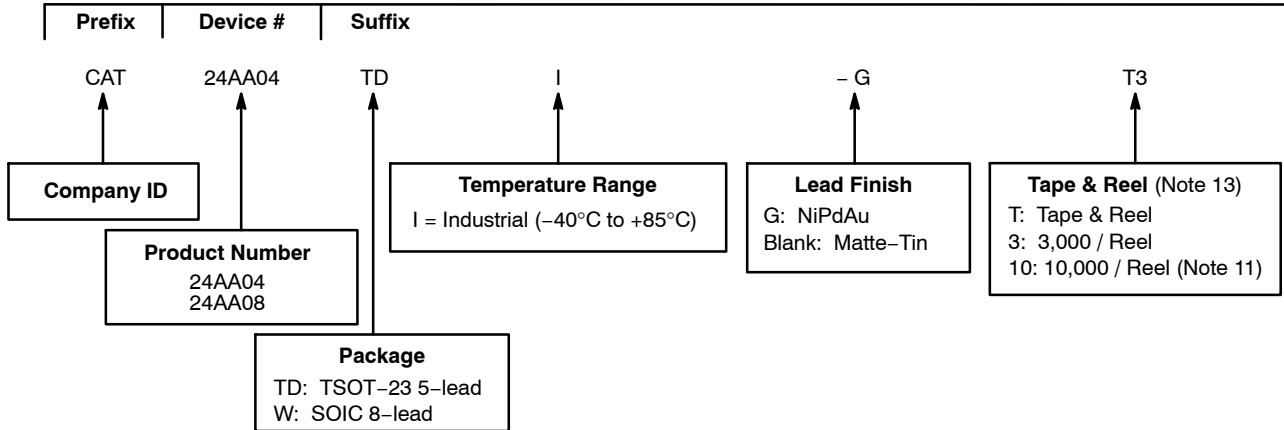 Prefix Device # Suffix
CAT 24AA04 TD I – G T3
Company ID
Product Number
24AA04
24AA08
Package
TD: TSOT–23 5–lead
W: SOIC 8–lead
Temperature Range
I = Industrial (–40°C to +85°C)
Lead Finish
G: NiPdAu
Blank: Matte–Tin
Tape & Reel (Note 13)
T: Tape & Reel
3: 3,000 / Reel
10: 10,000 / Reel (Note 11)